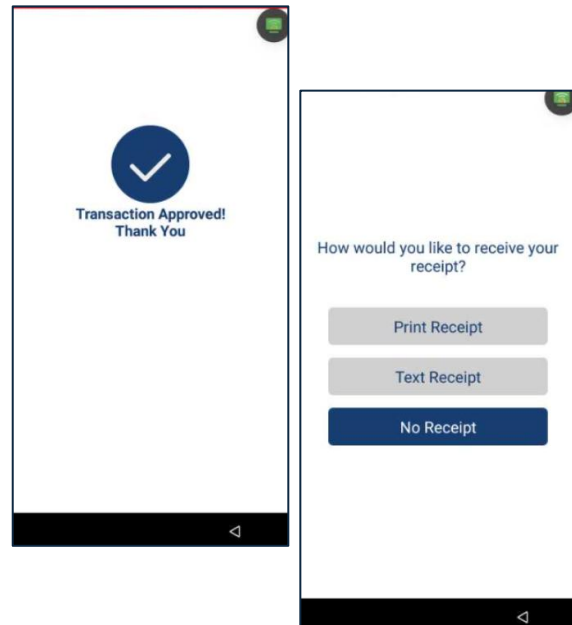 Transaction Approved!
Thank You
How would you like to receive your
receipt?
Print Receipt
Text Receipt
No Receipt